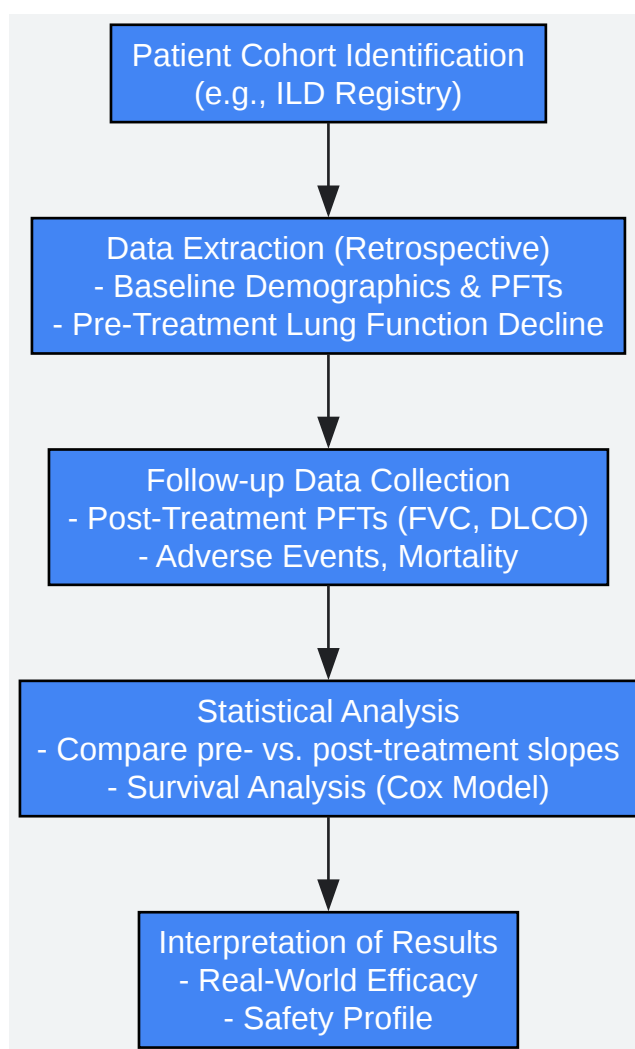 Patient Cohort Identification
(e.g., ILD Registry)
Data Extraction (Retrospective)
- Baseline Demographics & PFTs
- Pre-Treatment Lung Function Decline
Follow-up Data Collection
- Post-Treatment PFTs (FVC, DLCO)
- Adverse Events, Mortality
Statistical Analysis
- Compare pre- vs. post-treatment slopes
- Survival Analysis (Cox Model)
Interpretation of Results
- Real-World Efficacy
- Safety Profile